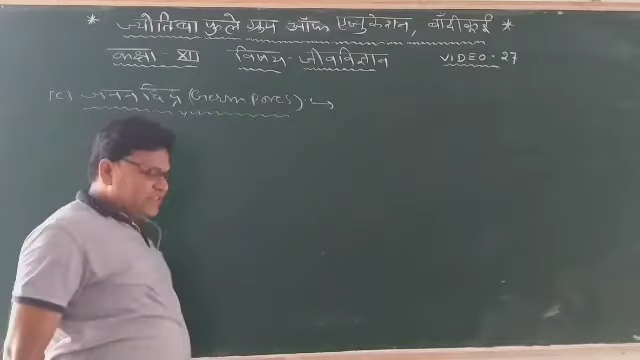 * ज्योतिबा फुले ग्रुप ऑफ एजुकेशन, बाँदीकुई *
कक्षा - XII विषय - जीवविज्ञान VIDEO - 27
(C) जनन छिद्र (Germ Pores) :-